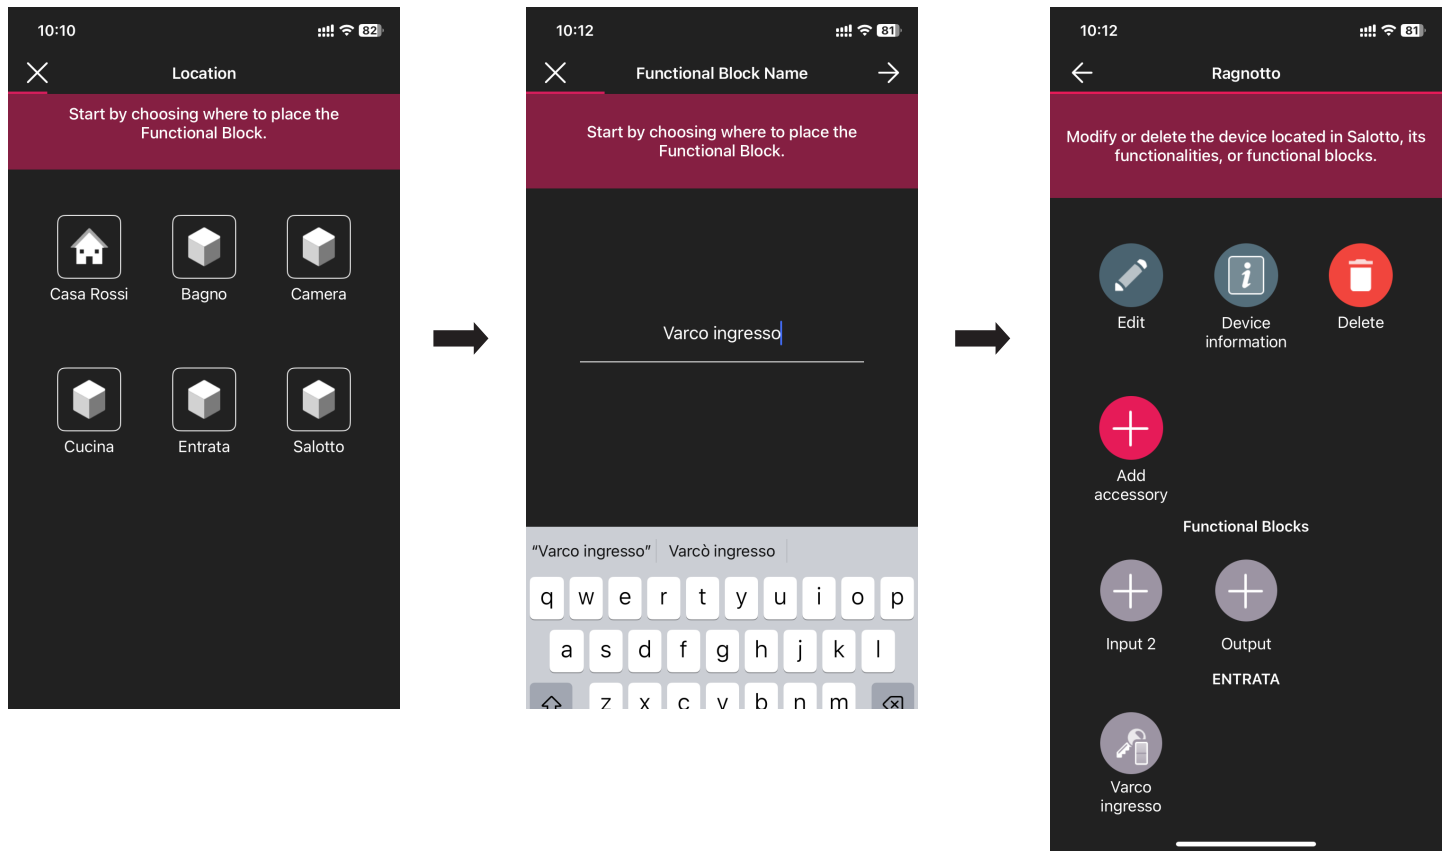 10:10
82
Location
Start by choosing where to place the
Functional Block.
Casa Rossi
Bagno
Camera
Cucina
Entrata
Salotto
10:12
81
Functional Block Name
Start by choosing where to place the
Functional Block.
Varco ingresso
“Varco ingresso”
Varcò ingresso
q w e r t y u i o p
a s d f g h j k l
z x c v b n m
10:12
81
Ragnotto
Modify or delete the device located in Salotto, its
functionalities, or functional blocks.
Edit
Device
information
Delete
Add
accessory
Functional Blocks
Input 2
Output
ENTRATA
Varco
ingresso